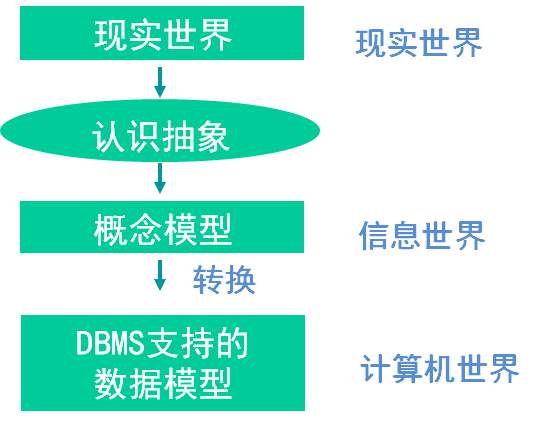 现实世界
现实世界
认识抽象
概念模型
信息世界
转换
DBMS支持的
数据模型
计算机世界